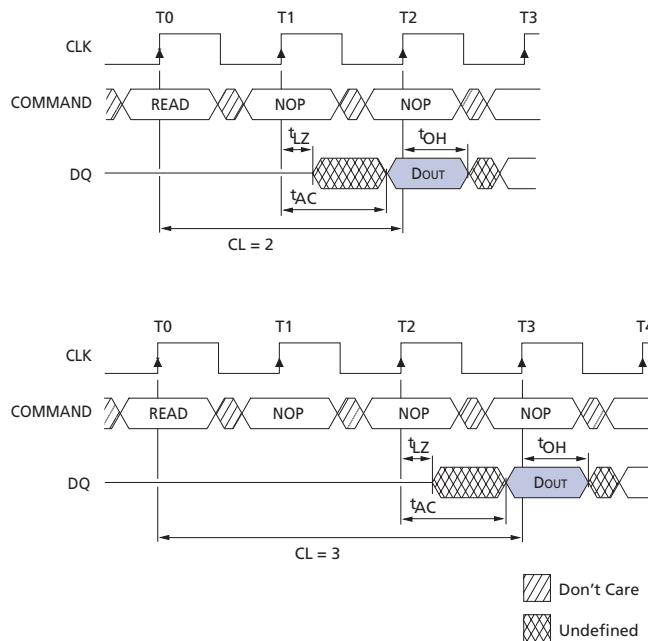 T0 T1 T2 T3
CLK
COMMAND READ NOP NOP
tLZ tOH
DQ DOUT
tAC
CL = 2
T0 T1 T2 T3 T4
CLK
COMMAND READ NOP NOP NOP
tLZ tOH
DQ DOUT
tAC
CL = 3
Don't Care
Undefined